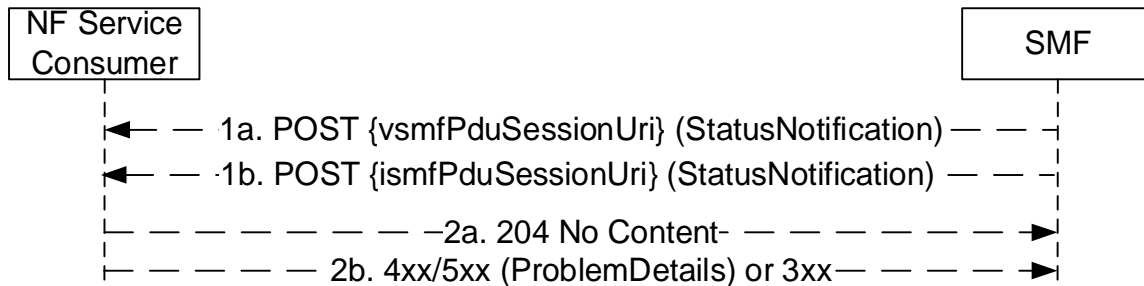 NF Service
Consumer
SMF
1a. POST {vsmfPduSessionUri} (StatusNotification)
1b. POST {ismfPduSessionUri} (StatusNotification)
2a. 204 No Content
2b. 4xx/5xx (ProblemDetails) or 3xx